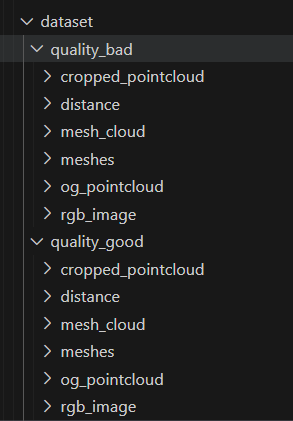 dataset
quality_bad
cropped_pointcloud
distance
mesh_cloud
meshes
og_pointcloud
rgb_image
quality_good
cropped_pointcloud
distance
mesh_cloud
meshes
og_pointcloud
rgb_image